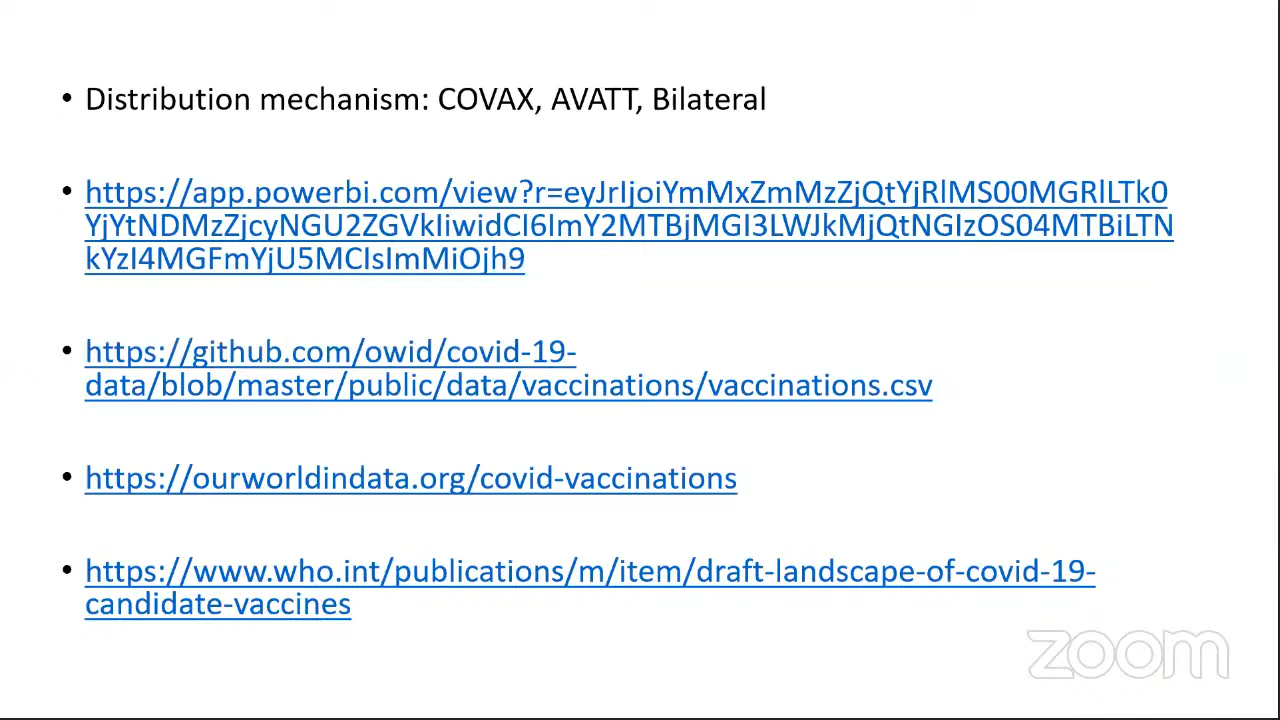 • Distribution mechanism: COVAX, AVATT, Bilateral
• https://app.powerbi.com/view?r=eyJrIjoiYmMxZmMzZjQtYjRlMS00MGRlLTk0
YjYtNDMzZjcyNGU2ZGVkIiwidCI6ImY2MTBjMGI3LWJkMjQtNGIzOS04MTBiLTN
kYzI4MGFmYjU5MCIsImMiOjh9
• https://github.com/owid/covid-19-
data/blob/master/public/data/vaccinations/vaccinations.csv
• https://ourworldindata.org/covid-vaccinations
• https://www.who.int/publications/m/item/draft-landscape-of-covid-19-
candidate-vaccines
zoom